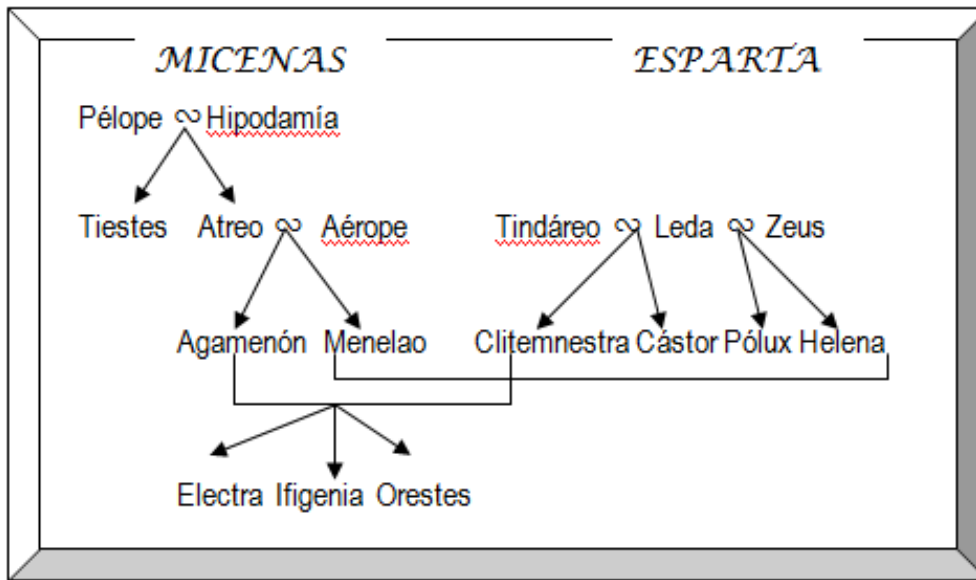 MICENAS ESPARTA
Pélope ∾ Hipodamía
Tiestes Atreo ∾ Aérope Tindáreo ∾ Leda ∾ Zeus
Agamenón Menelao Clitemnestra Cástor Pólux Helena
Electra Ifigenia Orestes